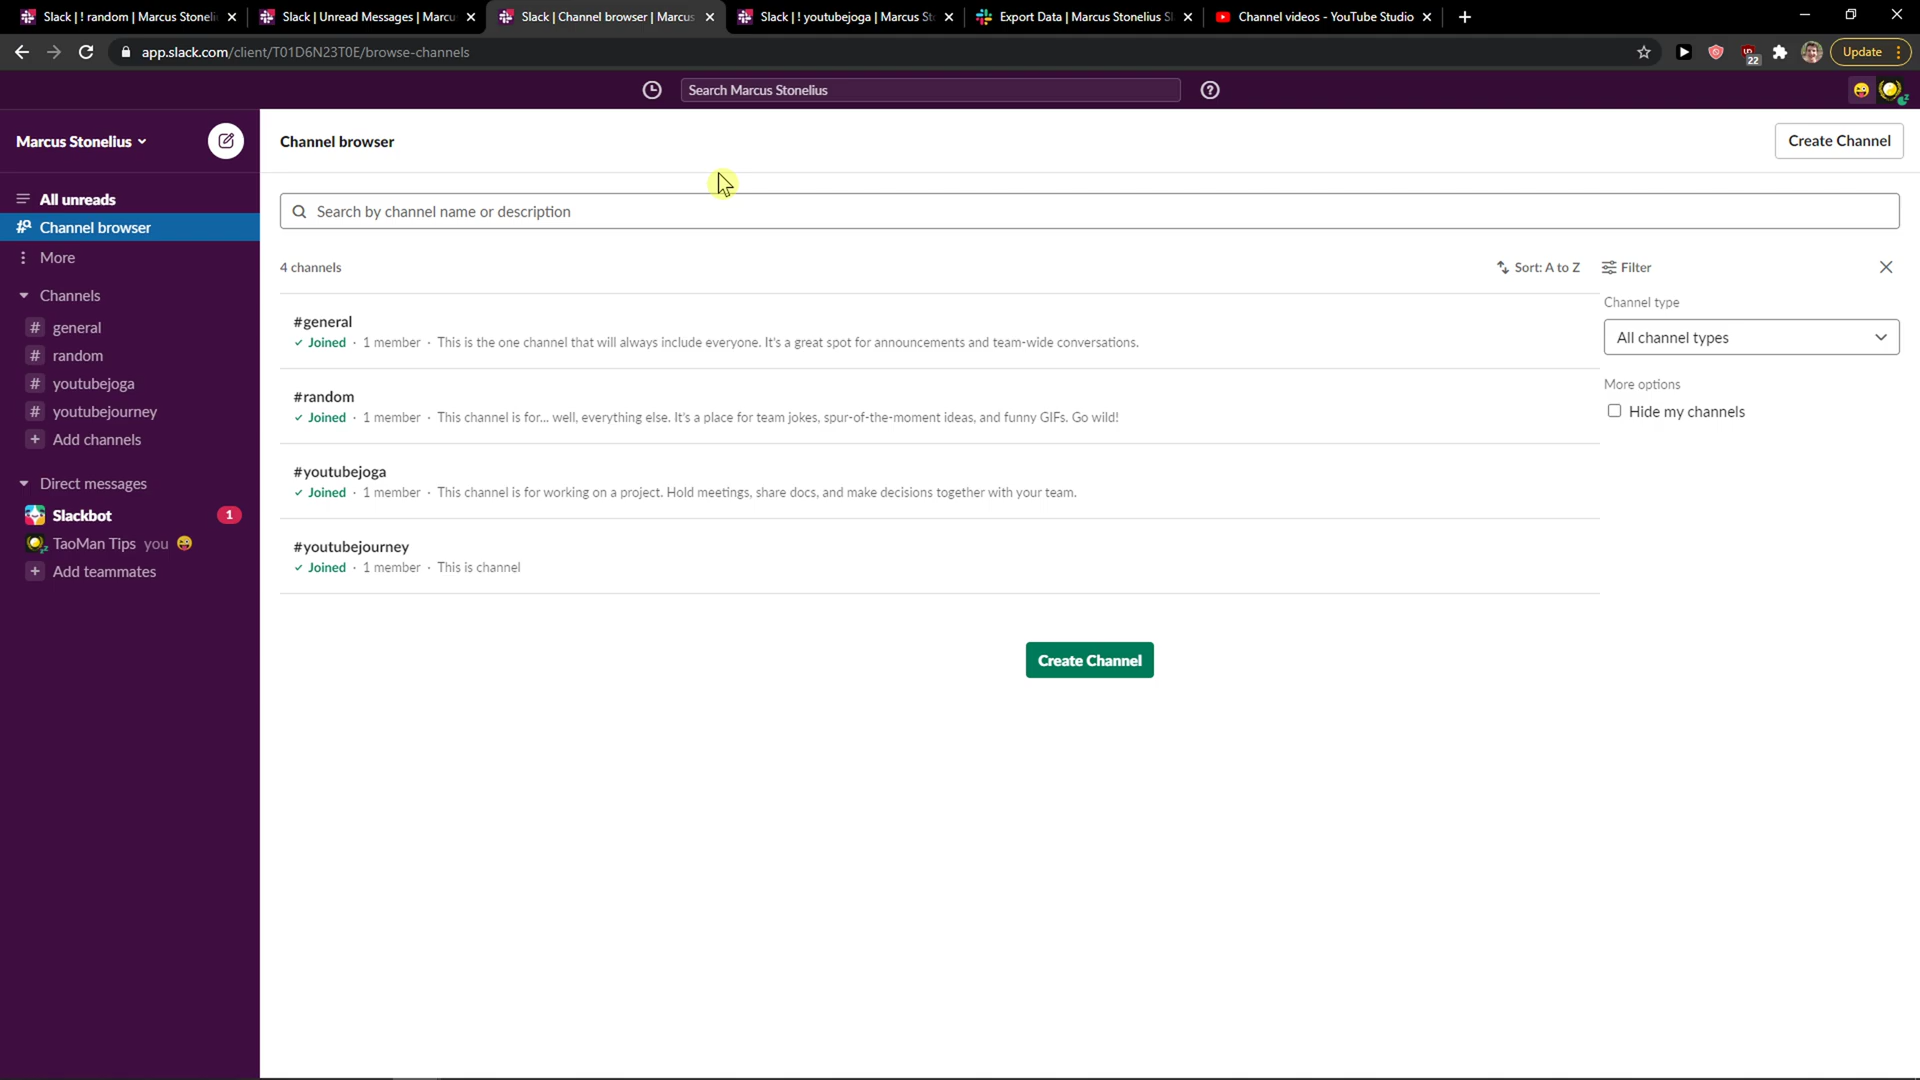 Slack | ! random | Marcus Stoneli
Slack | Unread Messages | Marcu
Slack | Channel browser | Marcus
Slack | ! youtubejoga | Marcus St
Export Data | Marcus Stonelius Sl
Channel videos - YouTube Studio
app.slack.com/client/T01D6N23T0E/browse-channels
22
Update
Search Marcus Stonelius
Marcus Stonelius
Channel browser
Create Channel
All unreads
Channel browser
More
Channels
# general
# random
# youtubejoga
# youtubejourney
+ Add channels
Direct messages
Slackbot 1
TaoMan Tips you
+ Add teammates
Search by channel name or description
4 channels
Sort: A to Z
Filter
#general
✓ Joined · 1 member · This is the one channel that will always include everyone. It's a great spot for announcements and team-wide conversations.
#random
✓ Joined · 1 member · This channel is for... well, everything else. It's a place for team jokes, spur-of-the-moment ideas, and funny GIFs. Go wild!
#youtubejoga
✓ Joined · 1 member · This channel is for working on a project. Hold meetings, share docs, and make decisions together with your team.
#youtubejourney
✓ Joined · 1 member · This is channel
Create Channel
Channel type
All channel types
More options
Hide my channels